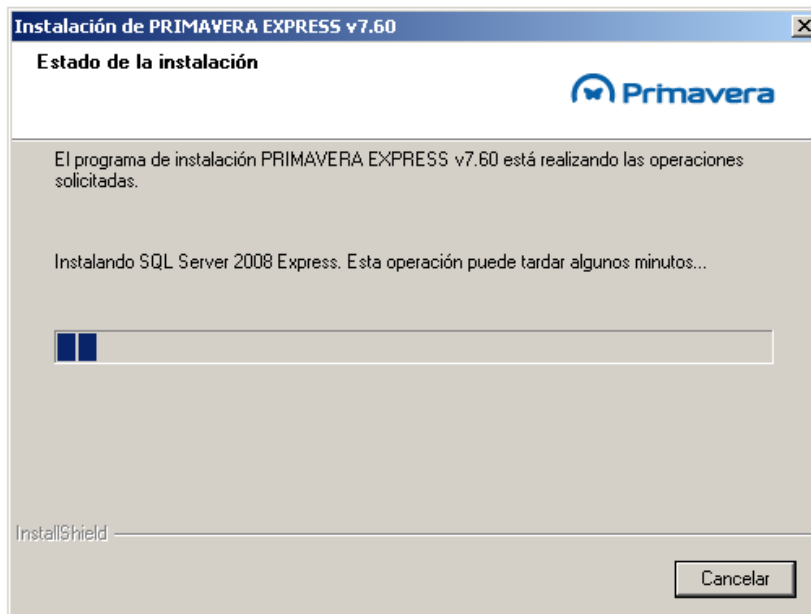 Instalación de PRIMAVERA EXPRESS v7.60
Estado de la instalación
Primavera
El programa de instalación PRIMAVERA EXPRESS v7.60 está realizando las operaciones
solicitadas.
Instalando SQL Server 2008 Express. Esta operación puede tardar algunos minutos...
InstallShield
Cancelar